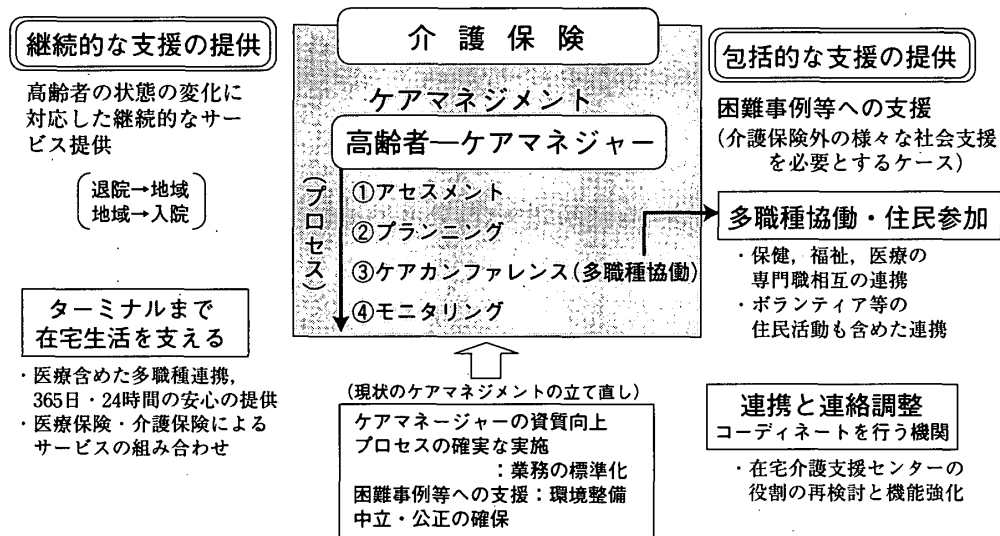 継続的な支援の提供
高齢者の状態の変化に
対応した継続的なサー
ビス提供
退院→地域
地域→入院
ターミナルまで
在宅生活を支える
・医療含めた多職種連携,
365日・24時間の安心の提供
・医療保険・介護保険による
サービスの組み合わせ
介護保険
ケアマネジメント
高齢者―ケアマネジャー
(プロセス)
①アセスメント
②プランニング
③ケアカンファレンス(多職種協働)
④モニタリング
(現状のケアマネジメントの立て直し)
ケアマネージャーの資質向上
プロセスの確実な実施
:業務の標準化
困難事例等への支援:環境整備
中立・公正の確保
包括的な支援の提供
困難事例等への支援
(介護保険外の様々な社会支援
を必要とするケース)
多職種協働・住民参加
・保健,福祉,医療の
専門職相互の連携
・ボランティア等の
住民活動も含めた連携
連携と連絡調整
コーディネートを行う機関
・在宅介護支援センターの
役割の再検討と機能強化